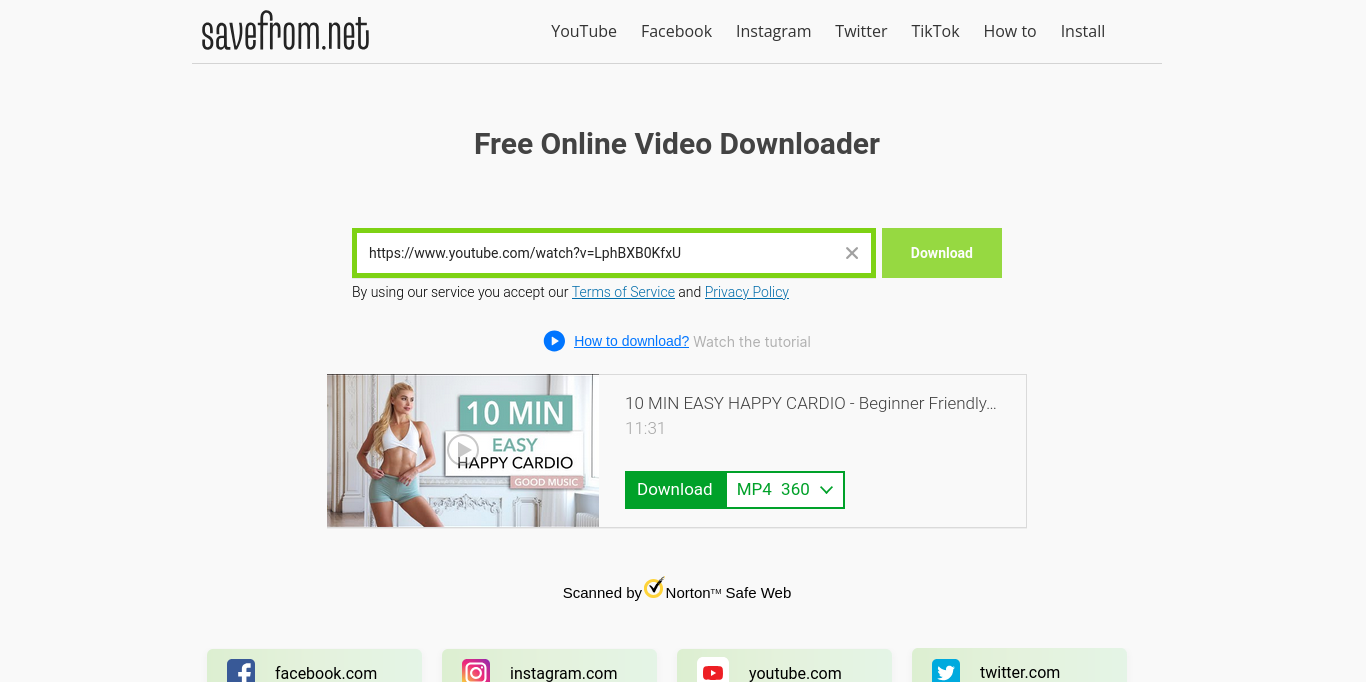 savefrom.net
YouTube Facebook Instagram Twitter TikTok How to Install
Free Online Video Downloader
https://www.youtube.com/watch?v=LphBXB0KfxU
Download
By using our service you accept our Terms of Service and Privacy Policy
How to download? Watch the tutorial
10 MIN
EASY
HAPPY CARDIO
GOOD MUSIC
10 MIN EASY HAPPY CARDIO - Beginner Friendly...
11:31
Download MP4 360
Scanned by Norton™ Safe Web
facebook.com instagram.com youtube.com twitter.com